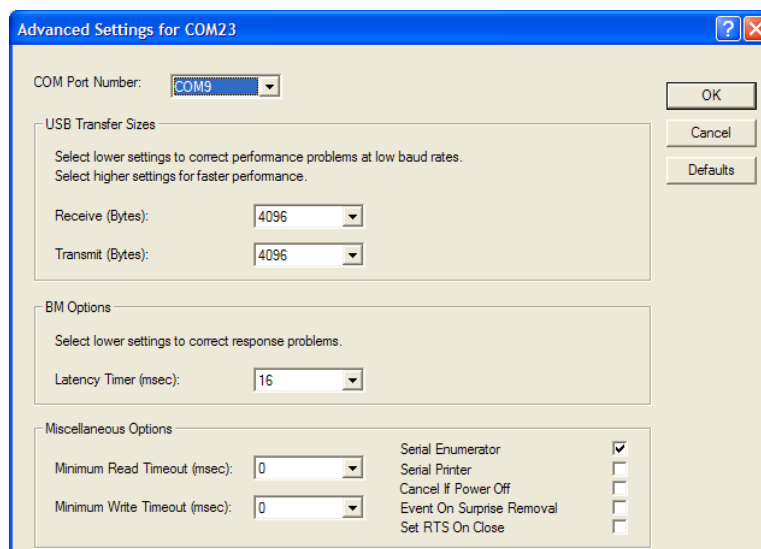 Advanced Settings for COM23
?
COM Port Number: COM9
OK
Cancel
Defaults
USB Transfer Sizes
Select lower settings to correct performance problems at low baud rates.
Select higher settings for faster performance.
Receive (Bytes): 4096
Transmit (Bytes): 4096
BM Options
Select lower settings to correct response problems.
Latency Timer (msec): 16
Miscellaneous Options
Minimum Read Timeout (msec): 0
Minimum Write Timeout (msec): 0
Serial Enumerator
Serial Printer
Cancel If Power Off
Event On Surprise Removal
Set RTS On Close